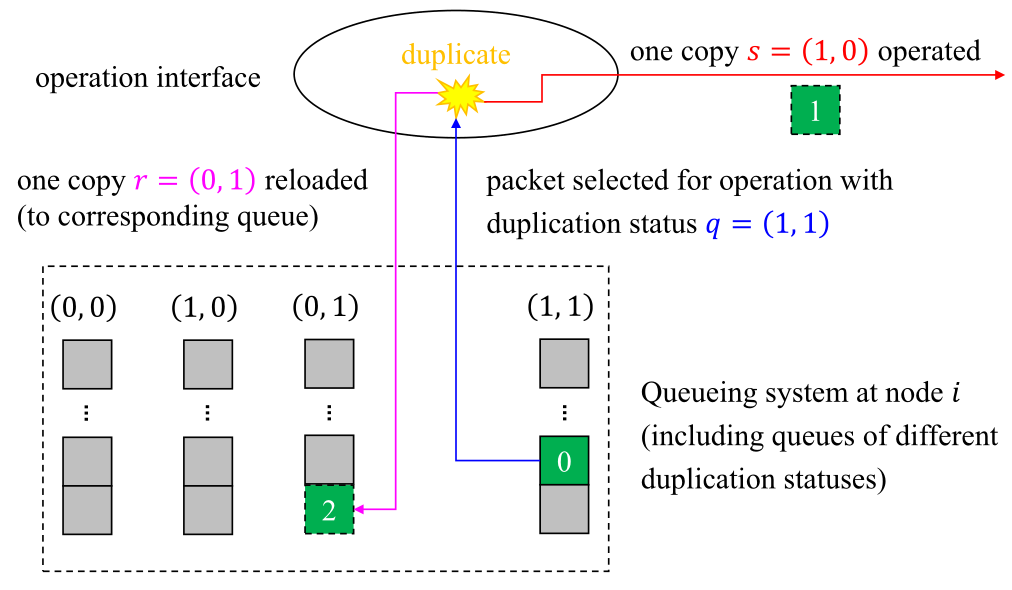 duplicate
one copy s = (1, 0) operated
operation interface
1
one copy r = (0, 1) reloaded
(to corresponding queue)
packet selected for operation with
duplication status q = (1, 1)
(0, 0) (1, 0) (0, 1) (1, 1)
... ... ... ...
Queueing system at node i
(including queues of different
duplication statuses)
0
2